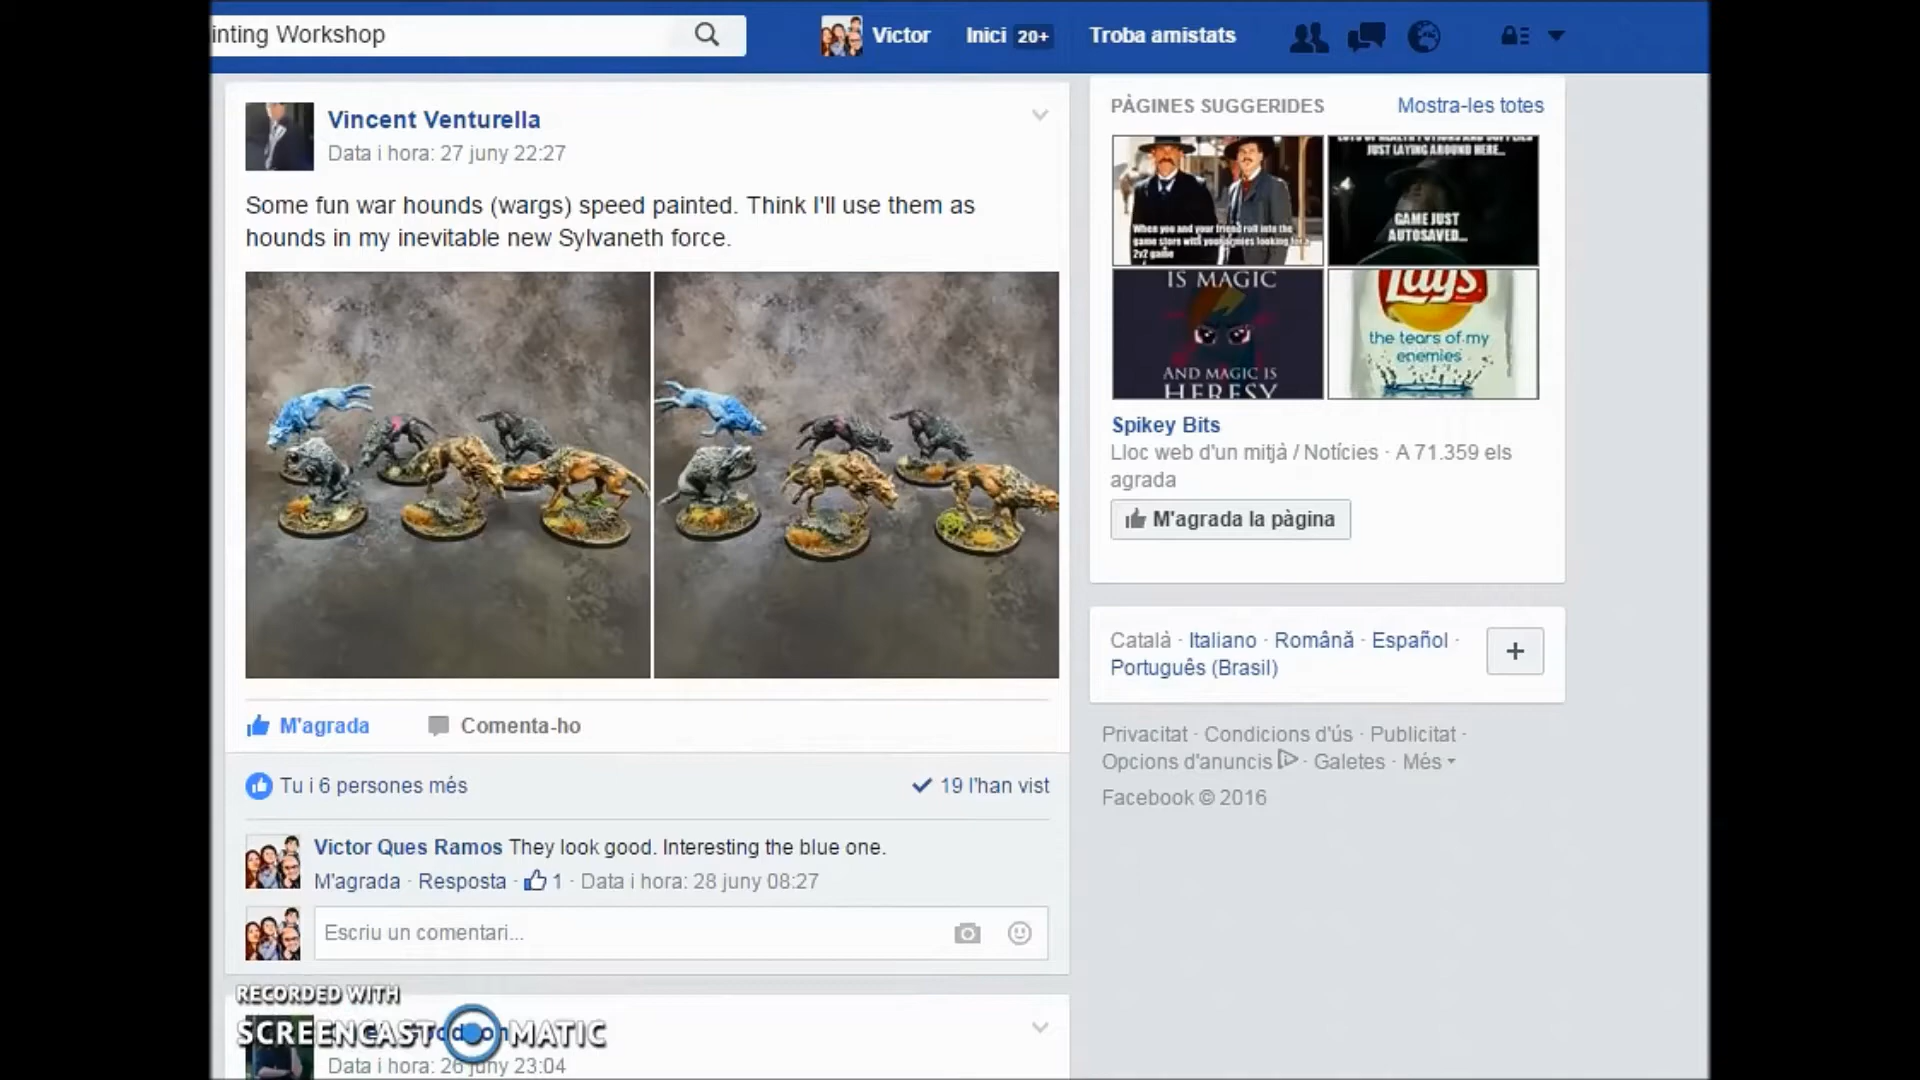 inting Workshop
Victor
Inici 20+
Troba amistats
Vincent Venturella
Data i hora: 27 juny 22:27
Some fun war hounds (wargs) speed painted. Think I'll use them as
hounds in my inevitable new Sylvaneth force.
M'agrada
Comenta-ho
Tu i 6 persones més
19 l'han vist
Victor Ques Ramos They look good. Interesting the blue one.
M'agrada · Resposta · 1 · Data i hora: 28 juny 08:27
Escriu un comentari...
RECORDED WITH
SCREENCAST MATIC
Data i hora: 26 juny 23:04
PÀGINES SUGGERIDES
Mostra-les totes
When you and your friend roll into the
game store with your armies looking for a
2v2 game
JUST LAYING AROUND HERE...
GAME JUST
AUTOSAVED...
IS MAGIC
AND MAGIC IS
HERESY
Lays
the tears of my
enemies
Spikey Bits
Lloc web d'un mitjà / Notícies · A 71.359 els
agrada
M'agrada la pàgina
Català · Italiano · Română · Español ·
Português (Brasil)
+
Privacitat · Condicions d'ús · Publicitat ·
Opcions d'anuncis · Galetes · Més
Facebook © 2016